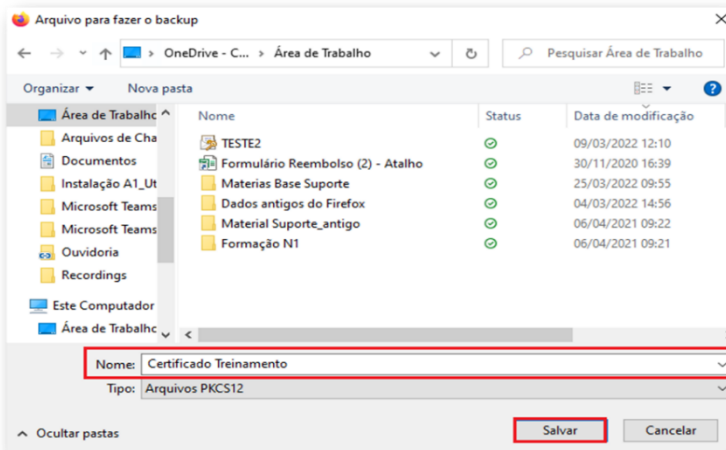 Arquivo para fazer o backup
OneDrive - C... > Área de Trabalho
Pesquisar Área de Trabalho
Organizar
Nova pasta
Área de Trabalho
Arquivos de Cha
Documentos
Instalação A1_Ut
Microsoft Teams
Microsoft Teams
Ouvidoria
Recordings
Este Computador
Área de Trabalho
Nome Status Data de modificação
TESTE2 09/03/2022 12:10
Formulário Reembolso (2) - Atalho 30/11/2020 16:39
Materias Base Suporte 25/03/2022 09:55
Dados antigos do Firefox 04/03/2022 14:56
Material Suporte_antigo 06/04/2021 09:22
Formação N1 06/04/2021 09:21
Nome: Certificado Treinamento
Tipo: Arquivos PKCS12
Ocultar pastas
Salvar
Cancelar